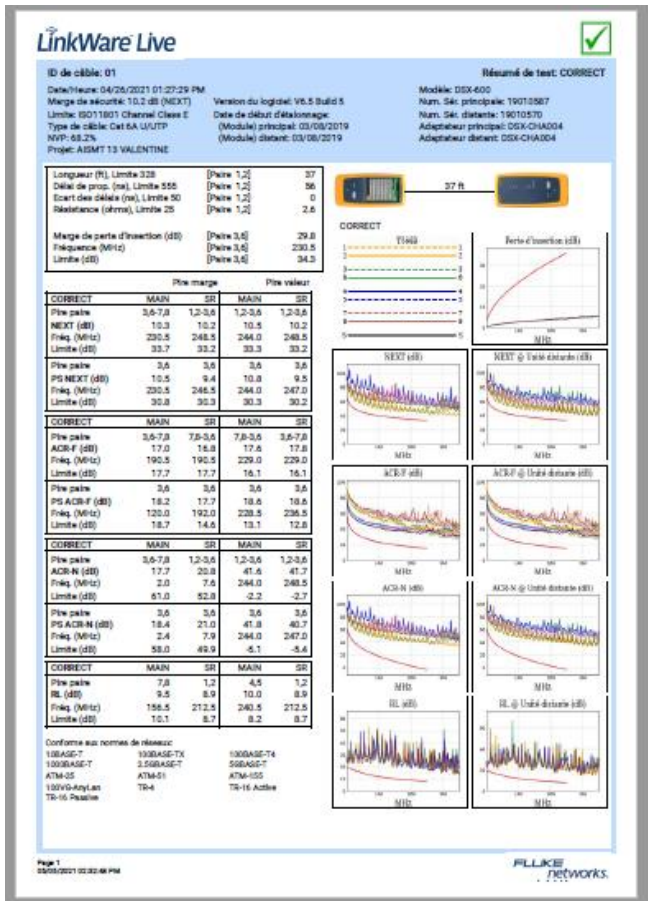 LinkWare Live
ID de câble: 01
Résumé de test: CORRECT
Date/Heure: 04/26/2021 01:27:29 PM
Marge de sécurité: 10.2 dB (NEXT)
Limite: ISO11801 Channel Class E
Type de câble: Cat 6A U/UTP
NVP: 68.2%
Projet: AISMT 13 VALENTINE
Version du logiciel: V6.5 Build 5
Date de début d'étalonnage:
(Module) principal: 03/08/2019
(Module) distant: 03/08/2019
Modèle: DSX-600
Num. Sér. principale: 19010587
Num. Sér. distante: 19010570
Adaptateur principal: DSX-CHA004
Adaptateur distant: DSX-CHA004
Longueur (ft), Limite 328 [Paire 1,2] 37
Délai de prop. (ns), Limite 555 [Paire 1,2] 56
Ecart des délais (ns), Limite 50 [Paire 1,2] 0
Résistance (ohms), Limite 25 [Paire 1,2] 2.6
Marge de perte d'insertion (dB) [Paire 3,6] 29.8
Fréquence (MHz) [Paire 3,6] 230.5
Limite (dB) [Paire 3,6] 34.3
37 ft
CORRECT
T568B
Perte d'insertion (dB)
MHz
Pire marge Pire valeur
CORRECT MAIN SR MAIN SR
Pire paire 3,6-7,8 1,2-3,6 1,2-3,6 1,2-3,6
NEXT (dB) 10.3 10.2 10.5 10.2
Fréq. (MHz) 230.5 248.5 244.0 248.5
Limite (dB) 33.7 33.2 33.3 33.2
Pire paire 3,6 3,6 3,6 3,6
PS NEXT (dB) 10.5 9.4 10.8 9.5
Fréq. (MHz) 230.5 246.5 244.0 247.0
Limite (dB) 30.8 30.3 30.3 30.2
CORRECT MAIN SR MAIN SR
Pire paire 3,6-7,8 7,8-3,6 7,8-3,6 3,6-7,8
ACR-F (dB) 17.0 16.8 17.6 17.8
Fréq. (MHz) 190.5 190.5 229.0 229.0
Limite (dB) 17.7 17.7 16.1 16.1
Pire paire 3,6 3,6 3,6 3,6
PS ACR-F (dB) 18.2 17.7 18.6 18.6
Fréq. (MHz) 120.0 192.0 228.5 236.5
Limite (dB) 18.7 14.6 13.1 12.8
CORRECT MAIN SR MAIN SR
Pire paire 3,6-7,8 3,6-7,8 1,2-3,6 1,2-3,6
ACR-N (dB) 17.7 20.8 41.6 41.7
Fréq. (MHz) 2.0 7.6 244.0 248.5
Limite (dB) 61.0 52.8 -2.2 -2.7
Pire paire 3,6 3,6 3,6 3,6
PS ACR-N (dB) 18.4 21.0 41.8 40.7
Fréq. (MHz) 2.4 7.9 244.0 247.0
Limite (dB) 58.0 49.9 -5.1 -5.4
CORRECT MAIN SR MAIN SR
Pire paire 7,8 1,2 4,5 1,2
RL (dB) 9.5 8.9 10.0 8.9
Fréq. (MHz) 156.5 212.5 240.5 212.5
Limite (dB) 10.1 8.7 8.2 8.7
NEXT (dB)
NEXT @ Unité distante (dB)
MHz
MHz
ACR-F (dB)
ACR-F @ Unité distante (dB)
MHz
MHz
ACR-N (dB)
ACR-N @ Unité distante (dB)
MHz
MHz
RL (dB)
RL @ Unité distante (dB)
MHz
MHz
Conforme aux normes de réseaux:
10BASE-T 100BASE-TX 100BASE-T4
1000BASE-T 2.5GBASE-T 5GBASE-T
ATM-25 ATM-51 ATM-155
100VG-AnyLan TR-4 TR-16 Active
TR-16 Passive
Page 1
FLUKE
networks.